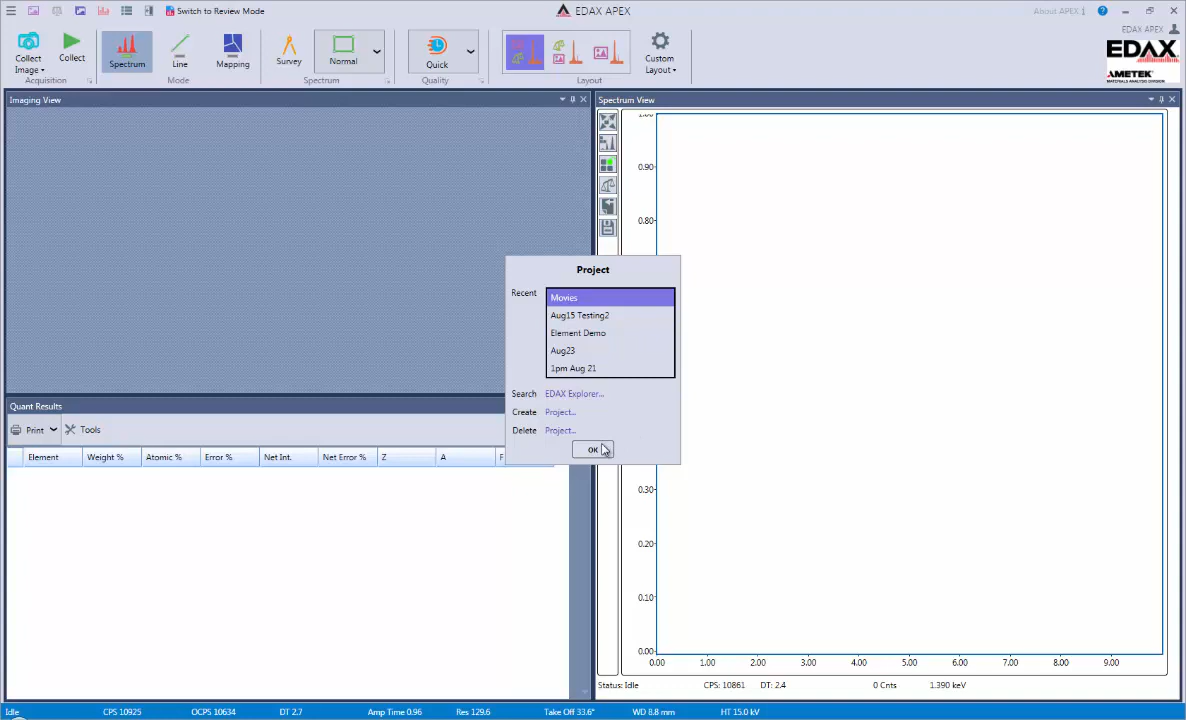 Switch to Review Mode
EDAX APEX
About APEX
EDAX APEX
Collect Image
Collect
Spectrum
Line
Mapping
Survey
Normal
Quick
Custom Layout
EDAX
AMETEK
MATERIALS ANALYSIS DIVISION
Acquisition
Mode
Spectrum
Quality
Layout
Imaging View
Spectrum View
1.00
0.90
0.80
Project
Recent
Movies
Aug15 Testing2
Element Demo
Aug23
1pm Aug 21
Search EDAX Explorer...
Create Project...
Delete Project...
OK
Quant Results
Print
Tools
Element Weight % Atomic % Error % Net Int. Net Error % Z A F
0.30
0.20
0.10
0.00
0.00 1.00 2.00 3.00 4.00 5.00 6.00 7.00 8.00 9.00
Status: Idle CPS: 10861 DT: 2.4 0 Cnts 1.390 keV
Idle CPS 10925 OCPS 10634 DT 2.7 Amp Time 0.96 Res 129.6 Take Off 33.6° WD 8.8 mm HT 15.0 kV